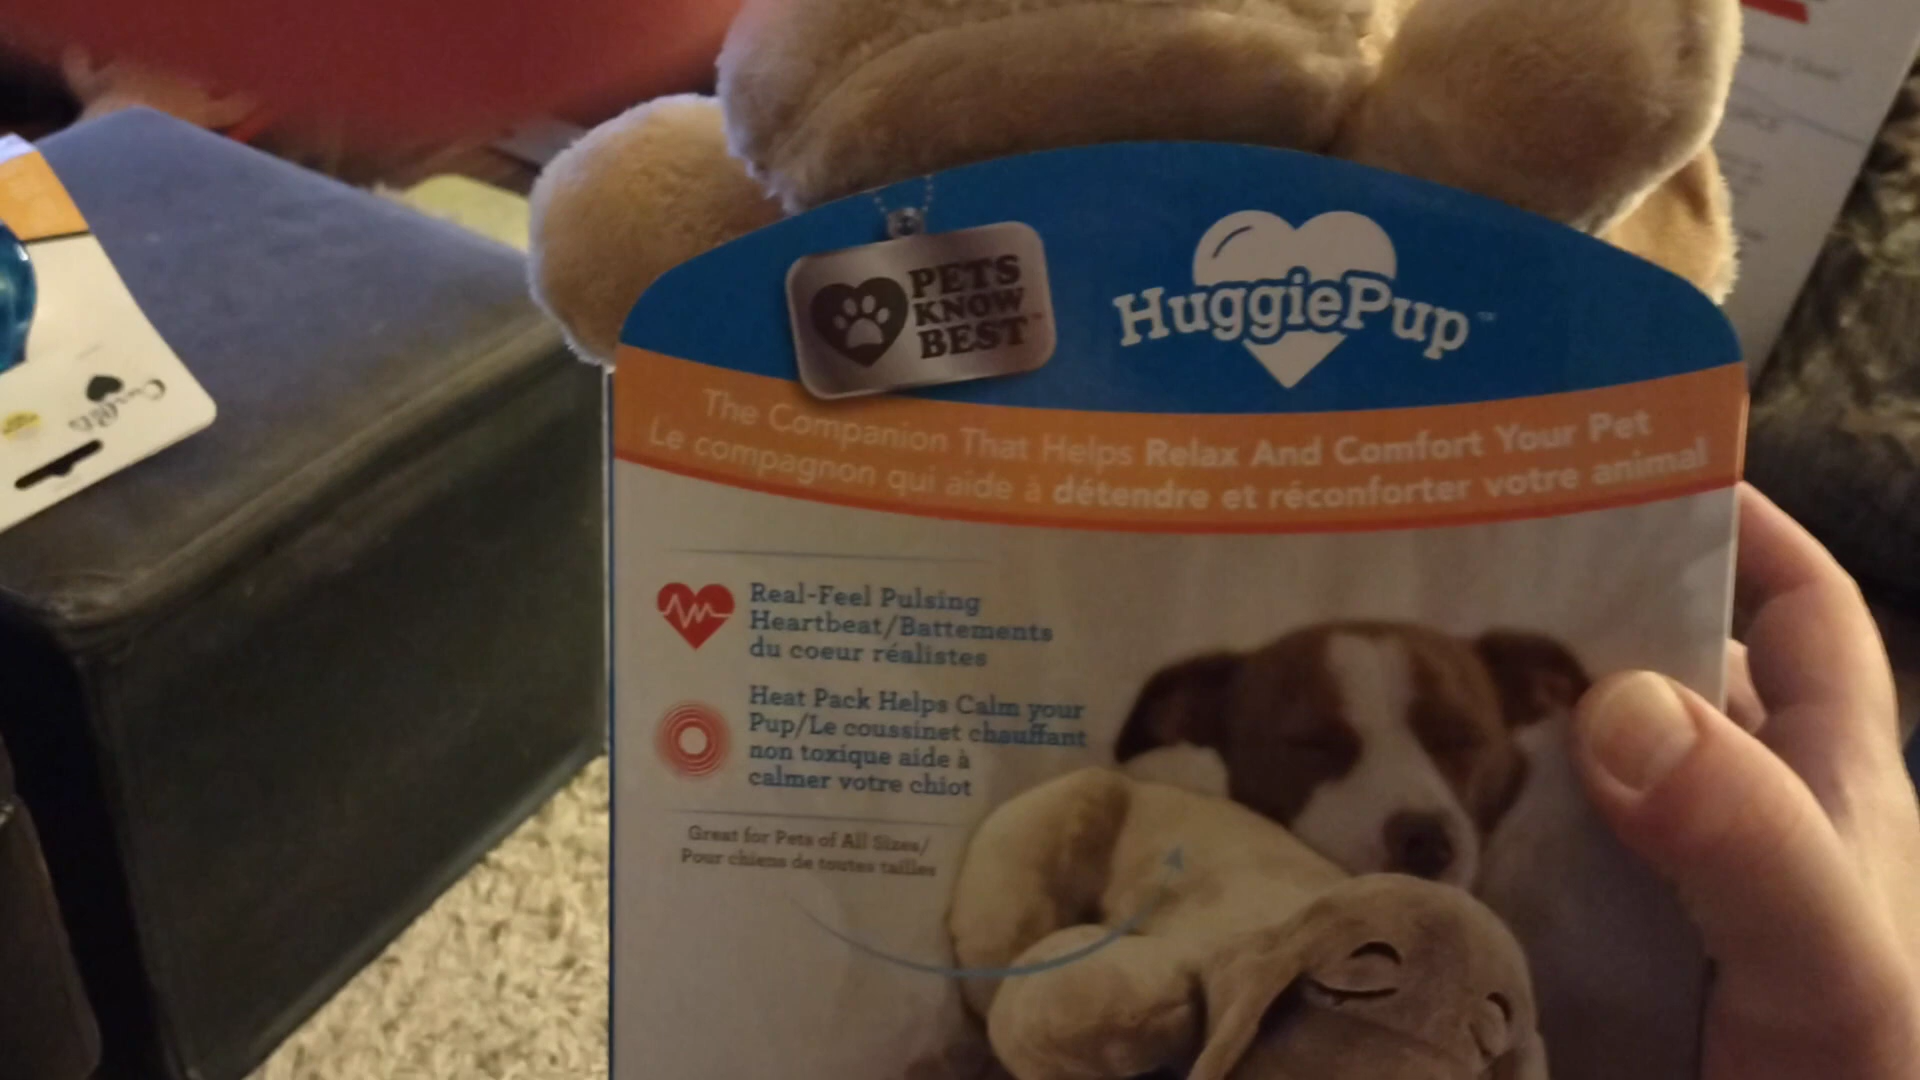 PETS
KNOW
BEST™
HuggiePup™
The Companion That Helps Relax And Comfort Your Pet
Le compagnon qui aide à détendre et réconforter votre animal
Real-Feel Pulsing
Heartbeat/Battements
du coeur réalistes
Heat Pack Helps Calm your
Pup/Le coussinet chauffant
non toxique aide à
calmer votre chiot
Great for Pets of All Sizes/
Pour chiens de toutes tailles